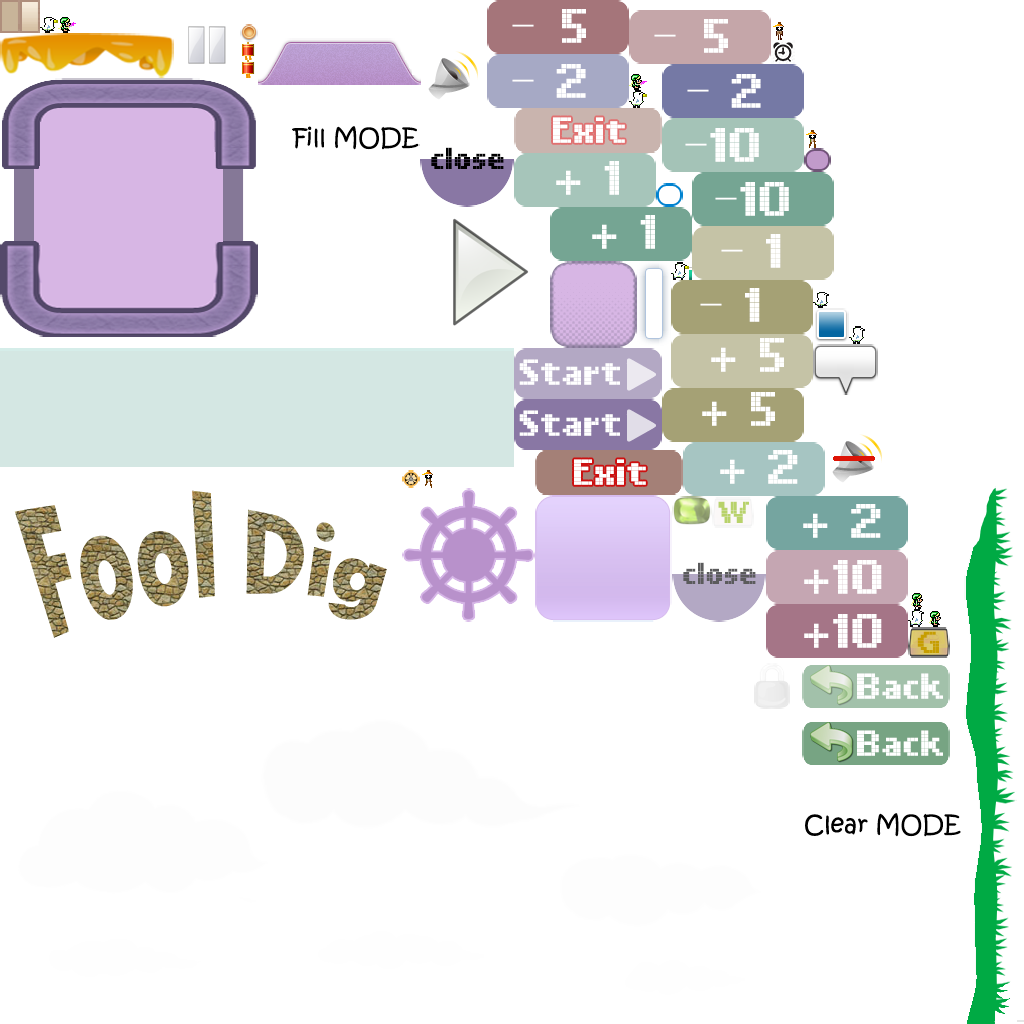 − 5
− 5
− 2
− 2
Exit
−10
Fill MODE
close
+ 1
−10
+ 1
− 1
− 1
Start
+ 5
Start
+ 5
Exit
+ 2
Fool Dig
W
+ 2
close
+10
+10
G
Back
Back
Clear MODE